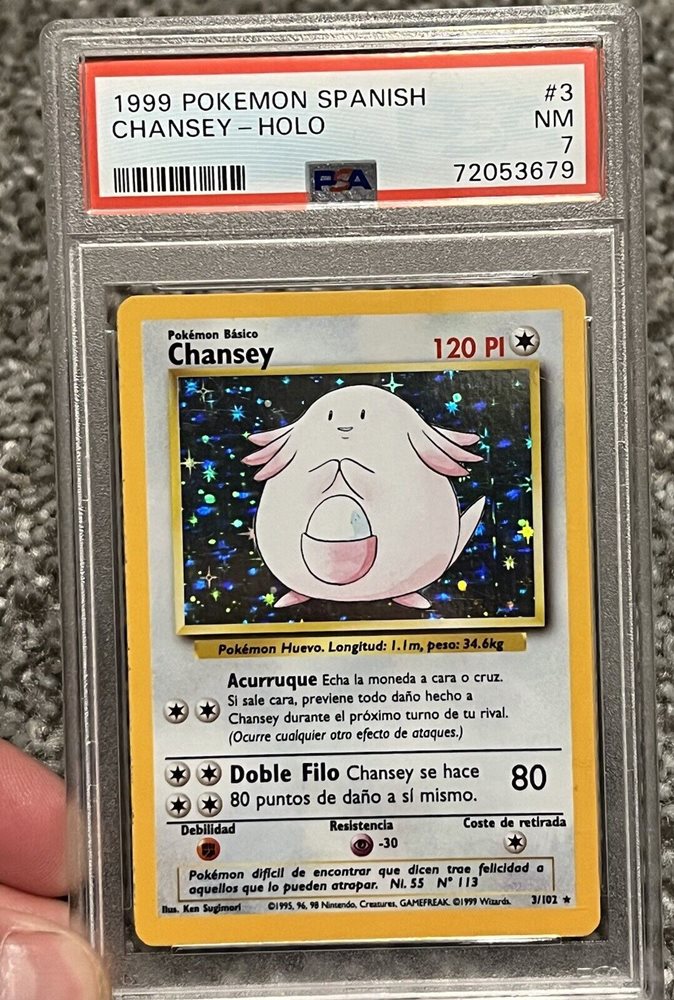 1999 POKEMON SPANISH #3
CHANSEY – HOLO NM
7
PSA 72053679
Pokémon Básico
Chansey 120 PI
Pokémon Huevo. Longitud: 1.1m, peso: 34.6kg
Acurruque Echa la moneda a cara o cruz.
Si sale cara, previene todo daño hecho a
Chansey durante el próximo turno de tu rival.
(Ocurre cualquier otro efecto de ataques.)
Doble Filo Chansey se hace 80
80 puntos de daño a sí mismo.
Debilidad Resistencia Coste de retirada
-30
Pokémon difícil de encontrar que dicen trae felicidad a
aquellos que lo pueden atrapar. NI. 55 N° 113
Ilus. Ken Sugimori ©1995, 96, 98 Nintendo, Creatures, GAMEFREAK. ©1999 Wizards. 3/102 ★